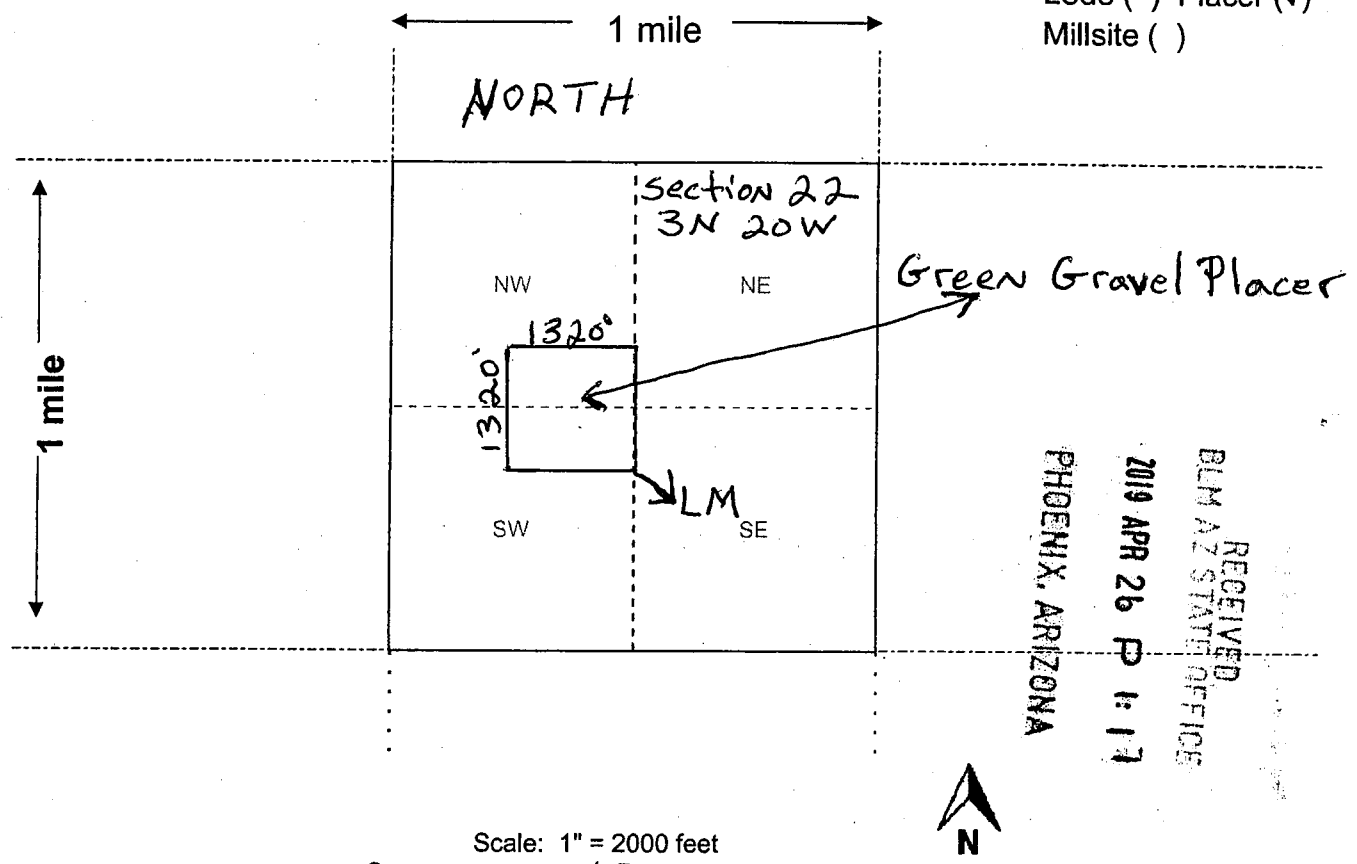 Placer (√)
1 mile
Millsite ( )
NORTH
Section 22
3N 20W
NW
NE
Green Gravel Placer
1320'
1320'
1 mile
LM
SW
SE
RECEIVED
BLM AZ STATE OFFICE
2019 APR 26 P 1:17
PHOENIX, ARIZONA
Scale: 1" = 2000 feet
N